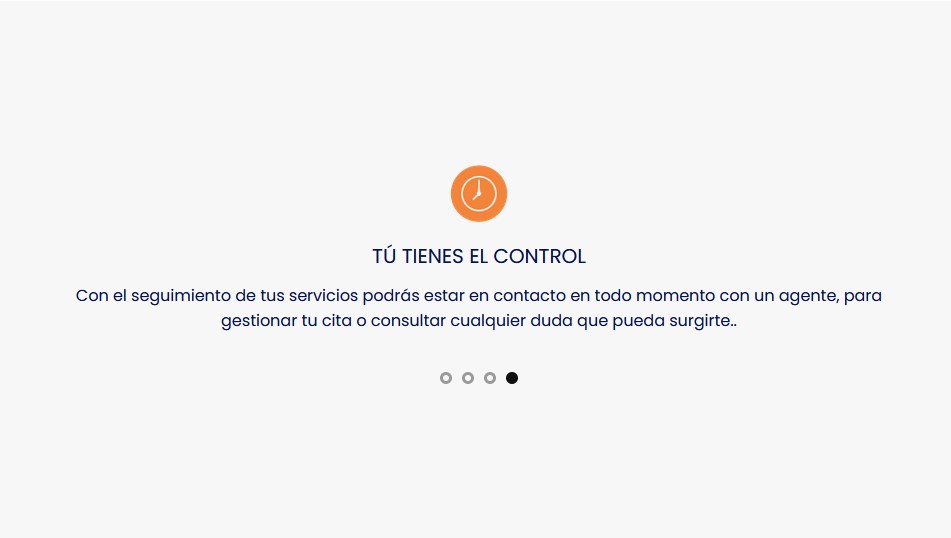 TÚ TIENES EL CONTROL
Con el seguimiento de tus servicios podrás estar en contacto en todo momento con un agente, para
gestionar tu cita o consultar cualquier duda que pueda surgirte..